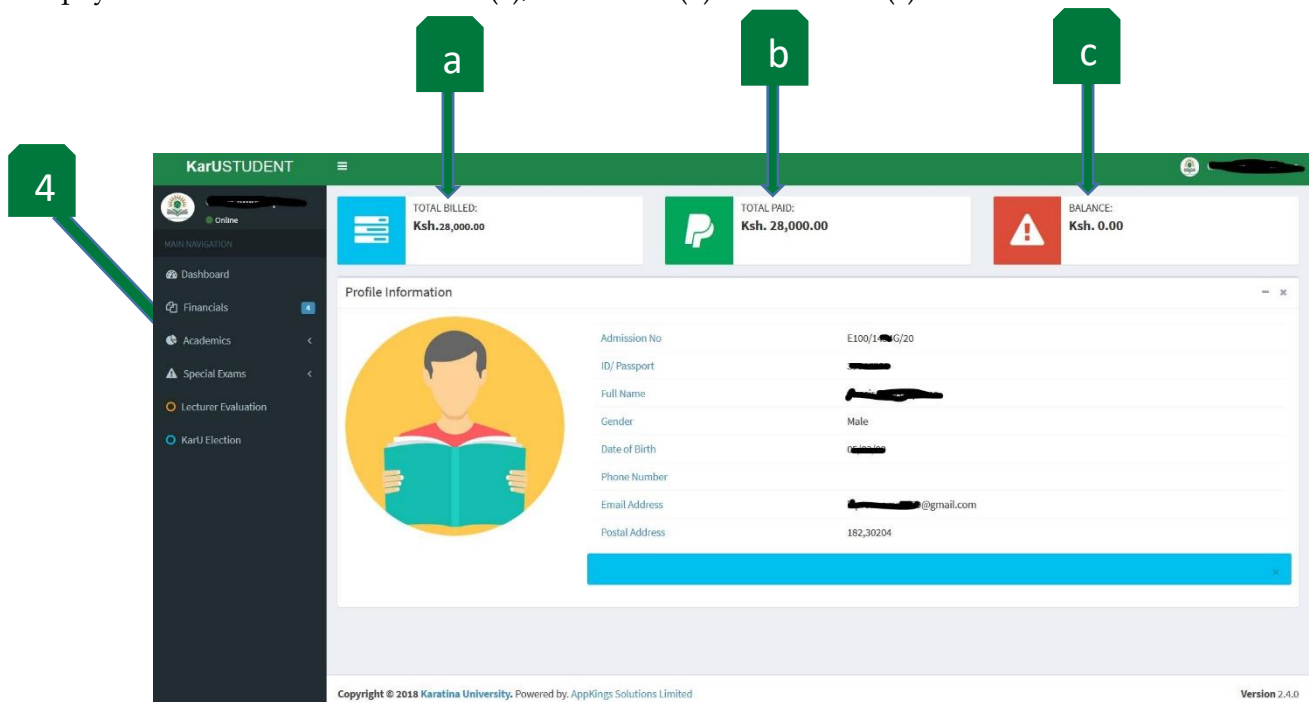 (a), (b) (c)
a
b
c
4
KarUSTUDENT
Online
MAIN NAVIGATION
Dashboard
Financials 4
Academics
Special Exams
Lecturer Evaluation
KarU Election
TOTAL BILLED:
Ksh.28,000.00
TOTAL PAID:
Ksh. 28,000.00
BALANCE:
Ksh. 0.00
Profile Information
Admission No E100/1 G/20
ID/ Passport
Full Name
Gender Male
Date of Birth
Phone Number
Email Address @gmail.com
Postal Address 182,30204
Copyright © 2018 Karatina University. Powered by. AppKings Solutions Limited
Version 2.4.0